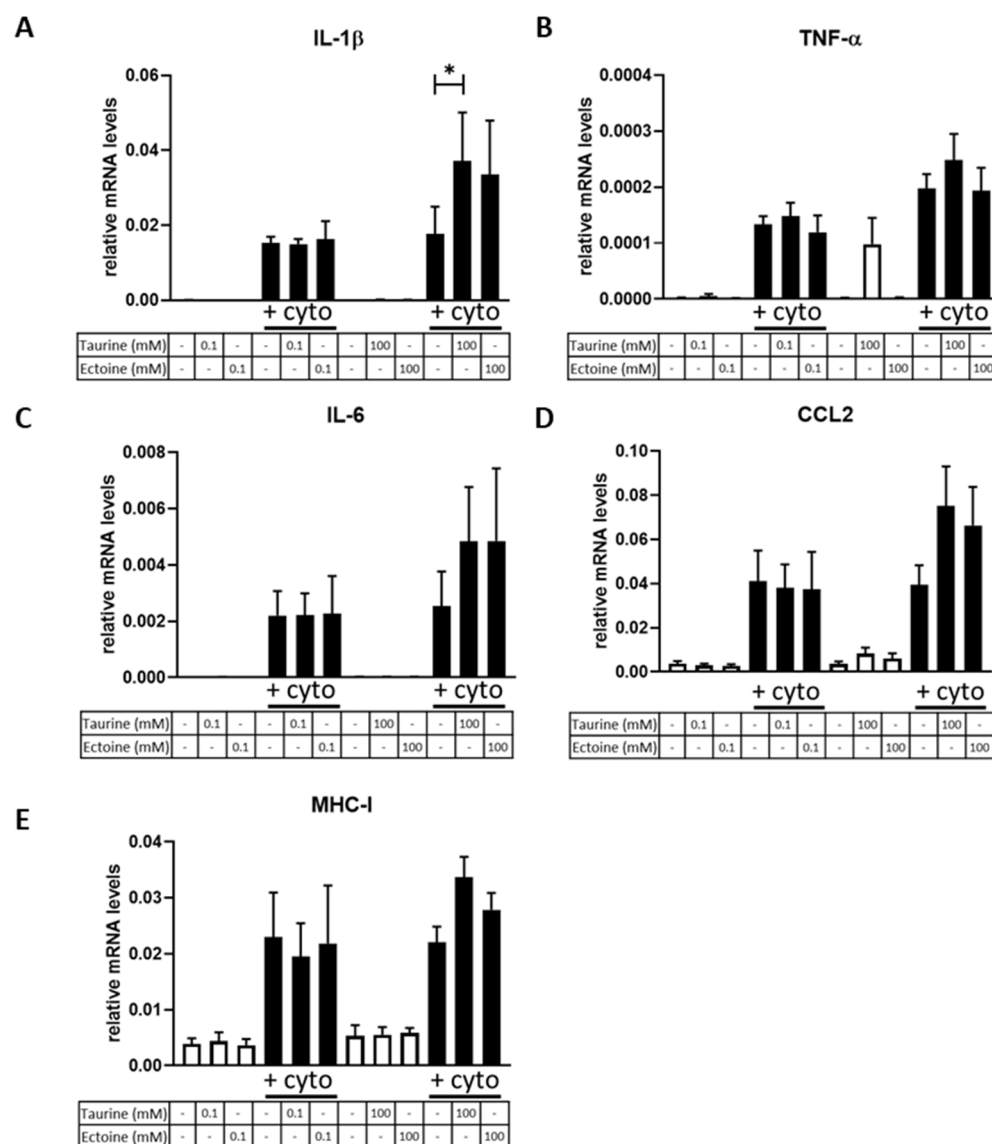 A
IL-1β
relative mRNA levels
0.06
0.04
0.02
0.00
*
+ cyto + cyto
Taurine (mM) - 0.1 - - 0.1 - - 100 - - 100 -
Ectoine (mM) - - 0.1 - - 0.1 - - 100 - - 100
B
TNF-α
relative mRNA levels
0.0004
0.0003
0.0002
0.0001
0.0000
+ cyto + cyto
Taurine (mM) - 0.1 - - 0.1 - - 100 - - 100 -
Ectoine (mM) - - 0.1 - - 0.1 - - 100 - - 100
C
IL-6
relative mRNA levels
0.008
0.006
0.004
0.002
0.000
+ cyto + cyto
Taurine (mM) - 0.1 - - 0.1 - - 100 - - 100 -
Ectoine (mM) - - 0.1 - - 0.1 - - 100 - - 100
D
CCL2
relative mRNA levels
0.10
0.08
0.06
0.04
0.02
0.00
+ cyto + cyto
Taurine (mM) - 0.1 - - 0.1 - - 100 - - 100 -
Ectoine (mM) - - 0.1 - - 0.1 - - 100 - - 100
E
MHC-I
relative mRNA levels
0.04
0.03
0.02
0.01
0.00
+ cyto + cyto
Taurine (mM) - 0.1 - - 0.1 - - 100 - - 100 -
Ectoine (mM) - - 0.1 - - 0.1 - - 100 - - 100